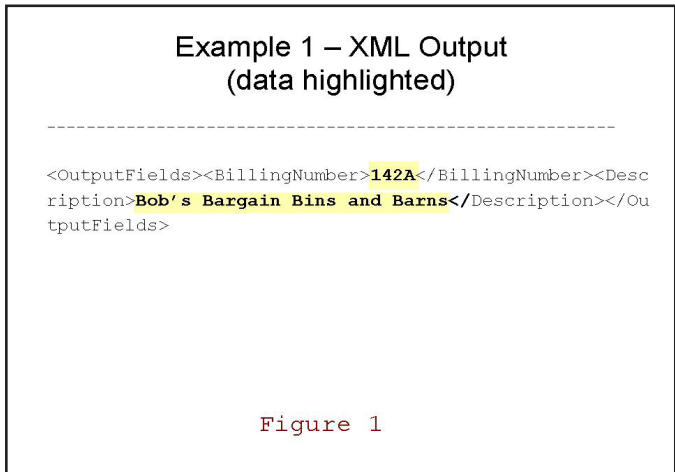 Example 1 – XML Output
(data highlighted)
---------------------------------------------------------
<OutputFields><BillingNumber>142A</BillingNumber><Desc
ription>Bob’s Bargain Bins and Barns</Description></Ou
tputFields>
Figure 1